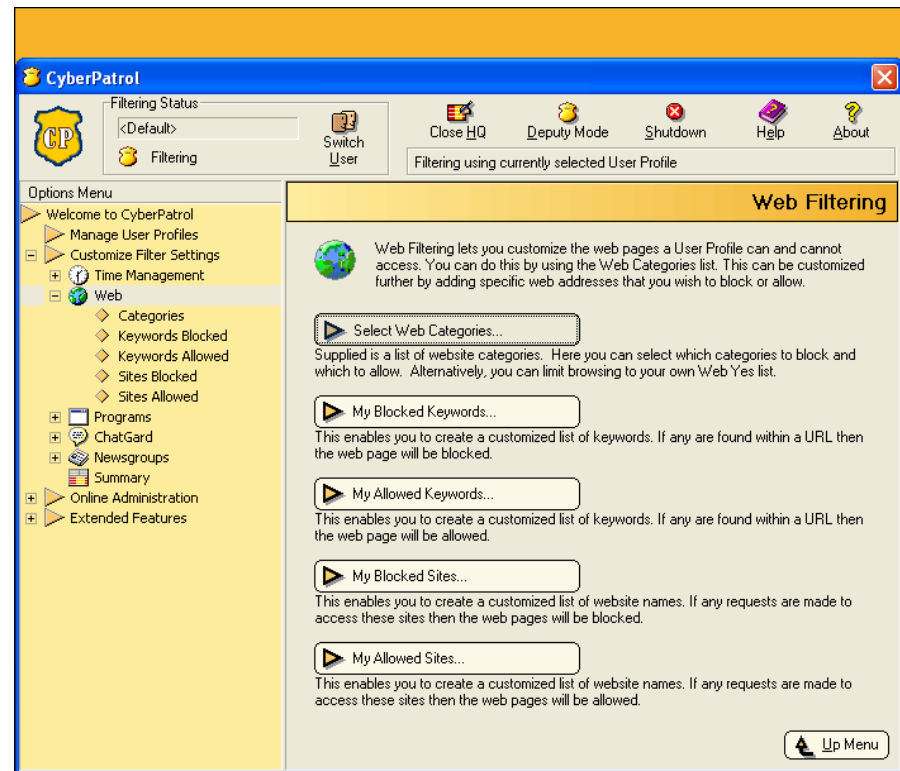 CyberPatrol
Filtering Status
<Default>
Filtering
Switch
User
Close HQ
Deputy Mode
Shutdown
Help
About
Filtering using currently selected User Profile
CP
Options Menu
Welcome to CyberPatrol
Manage User Profiles
Customize Filter Settings
Time Management
Web
Categories
Keywords Blocked
Keywords Allowed
Sites Blocked
Sites Allowed
Programs
ChatGard
Newsgroups
Summary
Online Administration
Extended Features
Web Filtering
Web Filtering lets you customize the web pages a User Profile can and cannot
access. You can do this by using the Web Categories list. This can be customized
further by adding specific web addresses that you wish to block or allow.
Select Web Categories...
Supplied is a list of website categories. Here you can select which categories to block and
which to allow. Alternatively, you can limit browsing to your own Web Yes list.
My Blocked Keywords...
This enables you to create a customized list of keywords. If any are found within a URL then
the web page will be blocked.
My Allowed Keywords...
This enables you to create a customized list of keywords. If any are found within a URL then
the web page will be allowed.
My Blocked Sites...
This enables you to create a customized list of website names. If any requests are made to
access these sites then the web pages will be blocked.
My Allowed Sites...
This enables you to create a customized list of website names. If any requests are made to
access these sites then the web pages will be allowed.
Up Menu